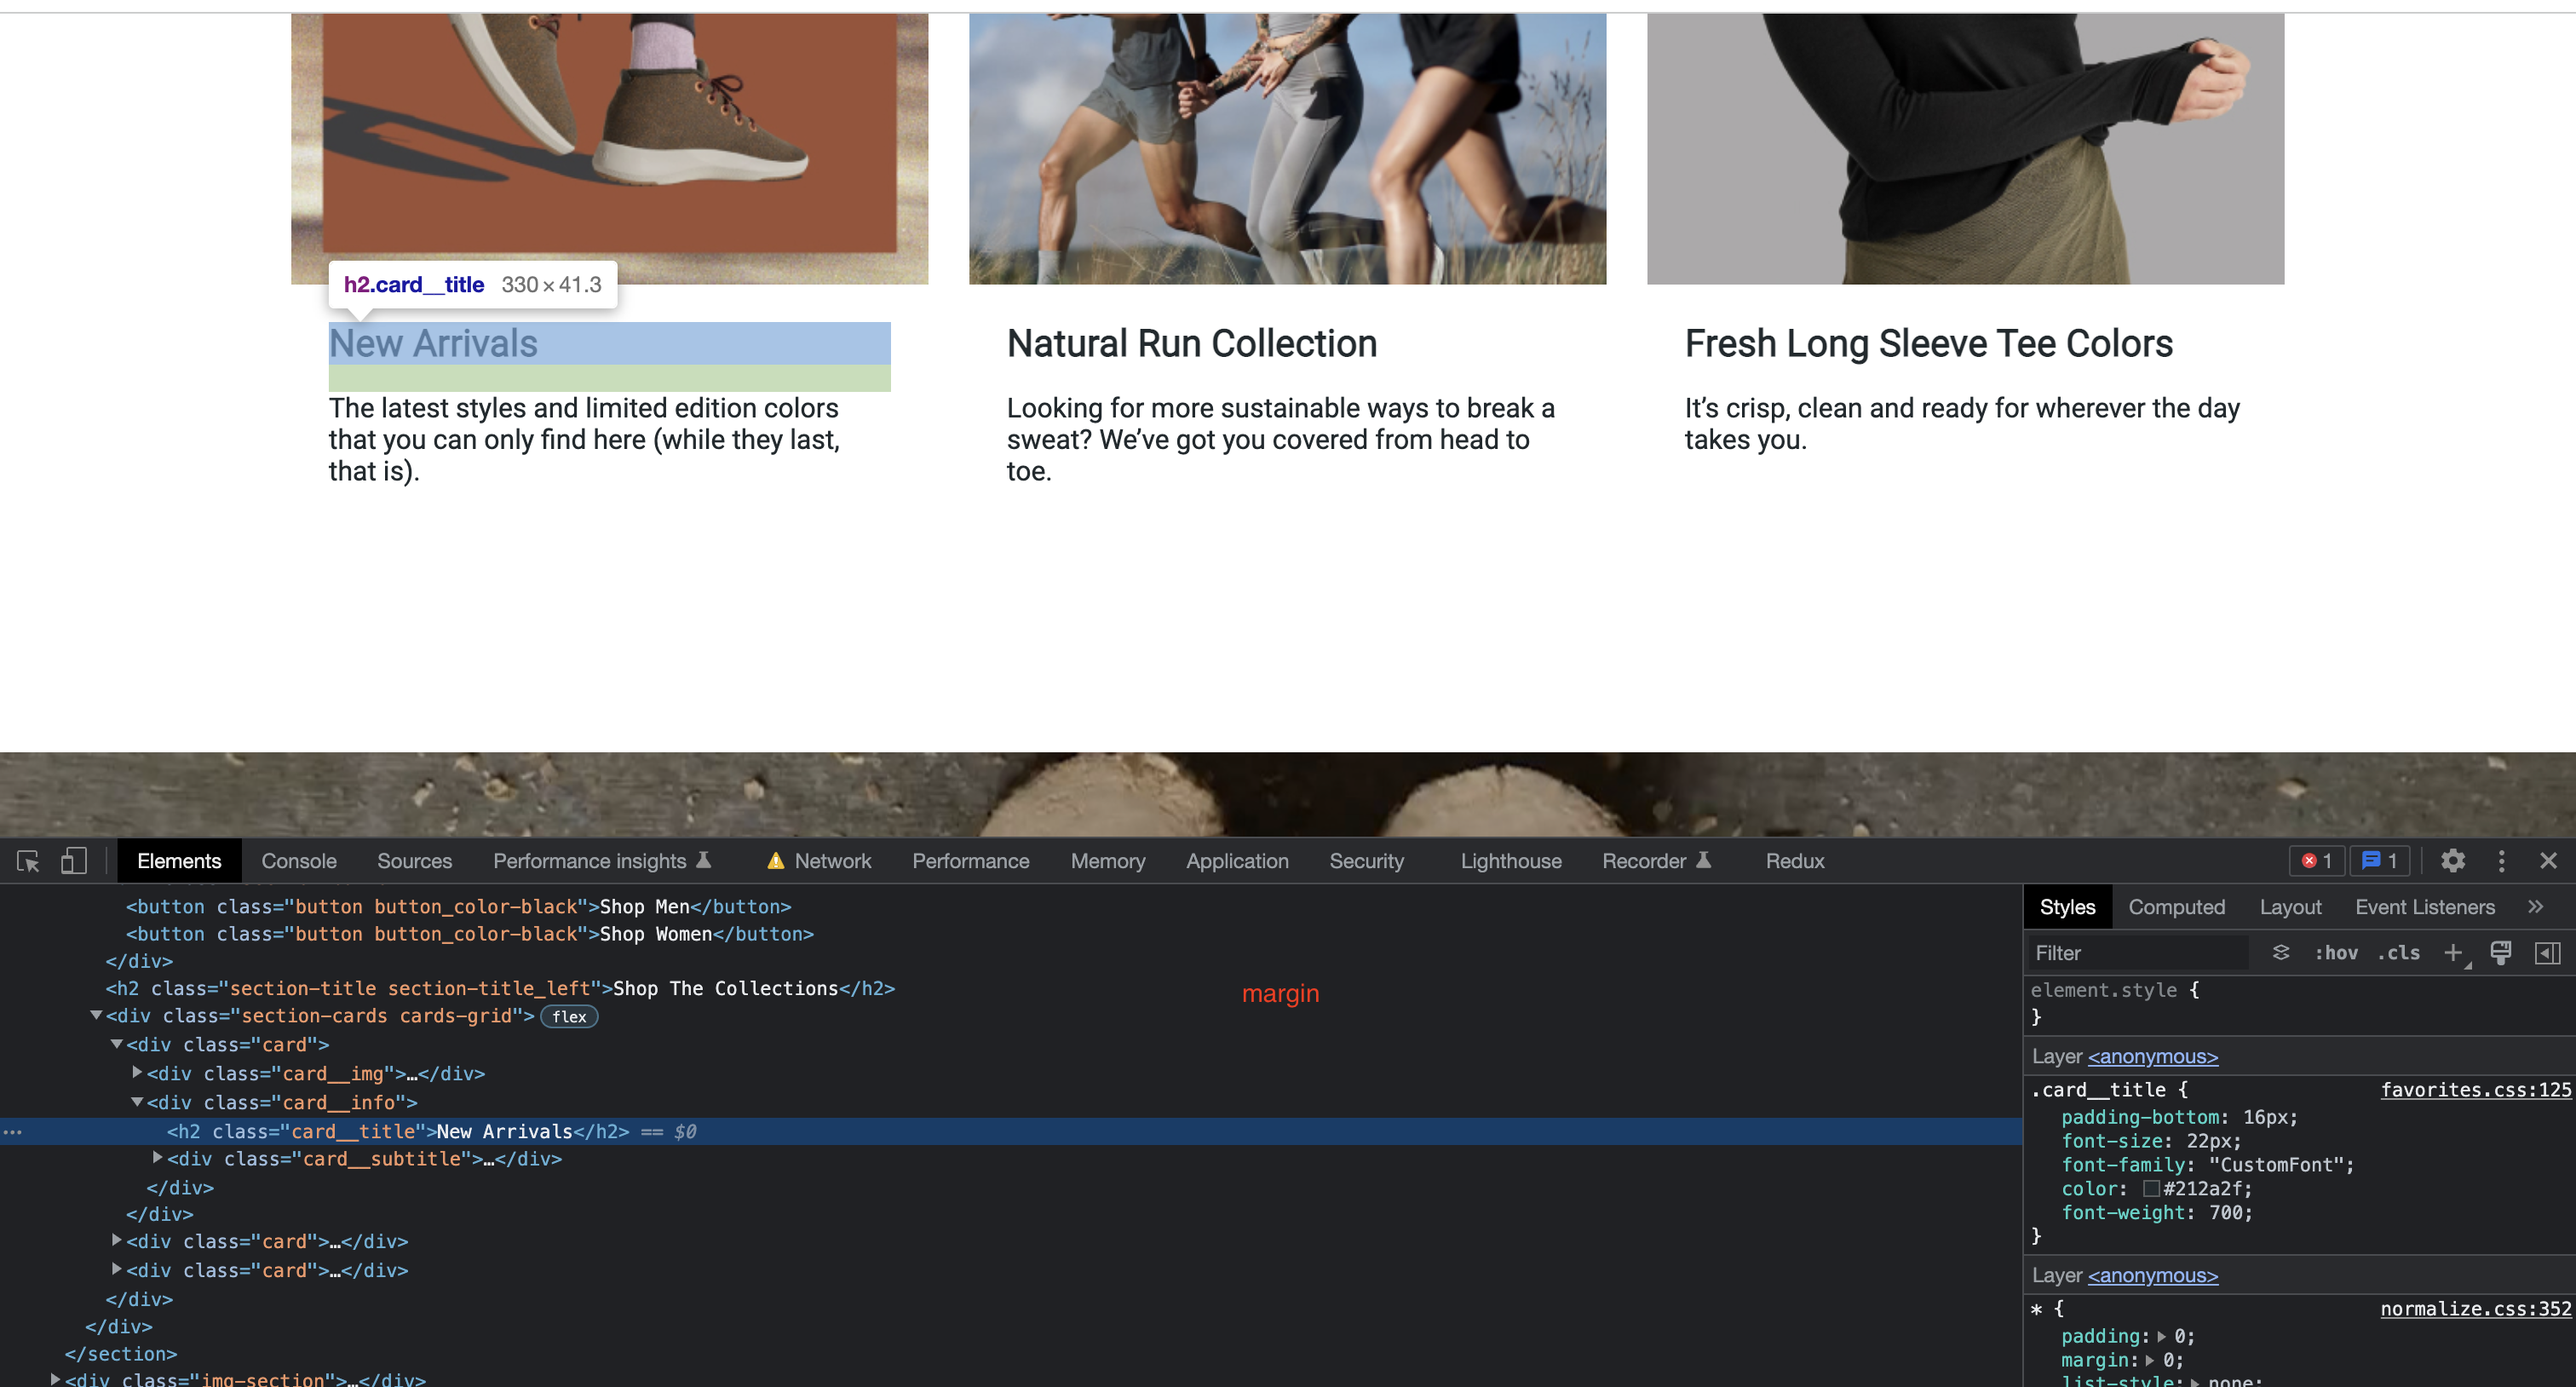 h2.card__title 330 × 41.3
New Arrivals
Natural Run Collection
Fresh Long Sleeve Tee Colors
The latest styles and limited edition colors
that you can only find here (while they last,
that is).
Looking for more sustainable ways to break a
sweat? We’ve got you covered from head to
toe.
It’s crisp, clean and ready for wherever the day
takes you.
Elements Console Sources Performance insights Network Performance Memory Application Security Lighthouse Recorder Redux 1 1
<button class="button button_color-black">Shop Men</button>
<button class="button button_color-black">Shop Women</button>
</div>
<h2 class="section-title section-title_left">Shop The Collections</h2>
margin
<div class="section-cards cards-grid"> flex
<div class="card">
<div class="card__img">…</div>
<div class="card__info">
<h2 class="card__title">New Arrivals</h2> == $0
<div class="card__subtitle">…</div>
</div>
</div>
<div class="card">…</div>
<div class="card">…</div>
</div>
</div>
</section>
<div class="img-section">…</div>
Styles Computed Layout Event Listeners
Filter :hov .cls
element.style {
}
Layer <anonymous>
.card__title { favorites.css:125
padding-bottom: 16px;
font-size: 22px;
font-family: "CustomFont";
color: #212a2f;
font-weight: 700;
}
Layer <anonymous>
* { normalize.css:352
padding: 0;
margin: 0;
list-style: none;